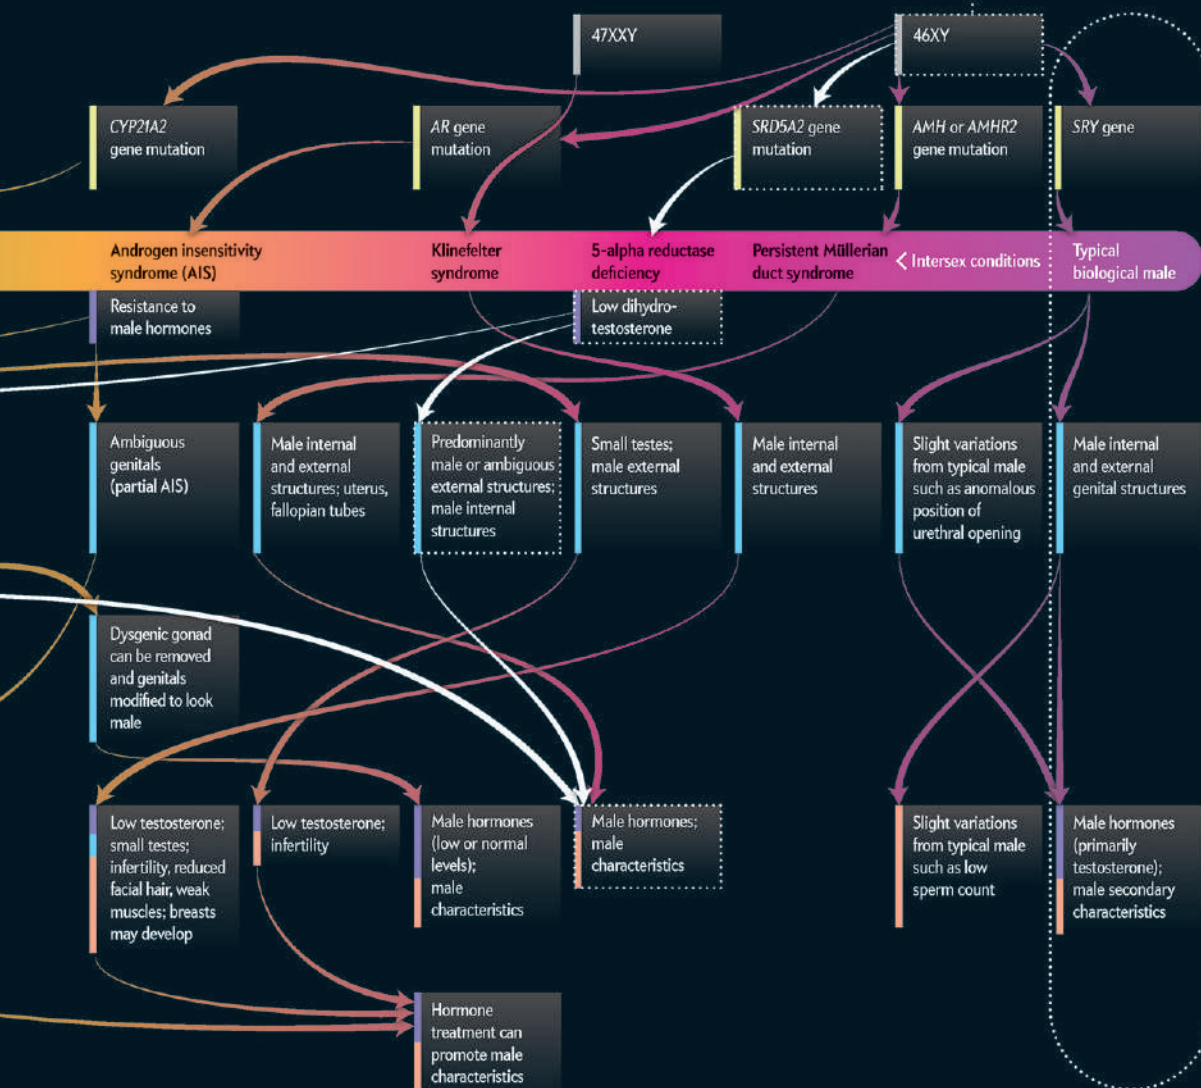 47XXY
46XY
CYP21A2
gene mutation
AR gene
mutation
SRD5A2 gene
mutation
AMH or AMHR2
gene mutation
SRY gene
Androgen insensitivity
syndrome (AIS)
Klinefelter
syndrome
5-alpha reductase
deficiency
Persistent Müllerian
duct syndrome
< Intersex conditions
Typical
biological male
Resistance to
male hormones
Low dihydro-
testosterone
Ambiguous
genitals
(partial AIS)
Male internal
and external
structures; uterus,
fallopian tubes
Predominantly
male or ambiguous
external structures;
male internal
structures
Small testes;
male external
structures
Male internal
and external
structures
Slight variations
from typical male
such as anomalous
position of
urethral opening
Male internal
and external
genital structures
Dysgenic gonad
can be removed
and genitals
modified to look
male
Low testosterone;
small testes;
infertility, reduced
facial hair, weak
muscles; breasts
may develop
Low testosterone;
infertility
Male hormones
(low or normal
levels);
male
characteristics
Male hormones;
male
characteristics
Slight variations
from typical male
such as low
sperm count
Male hormones
(primarily
testosterone);
male secondary
characteristics
Hormone
treatment can
promote male
characteristics